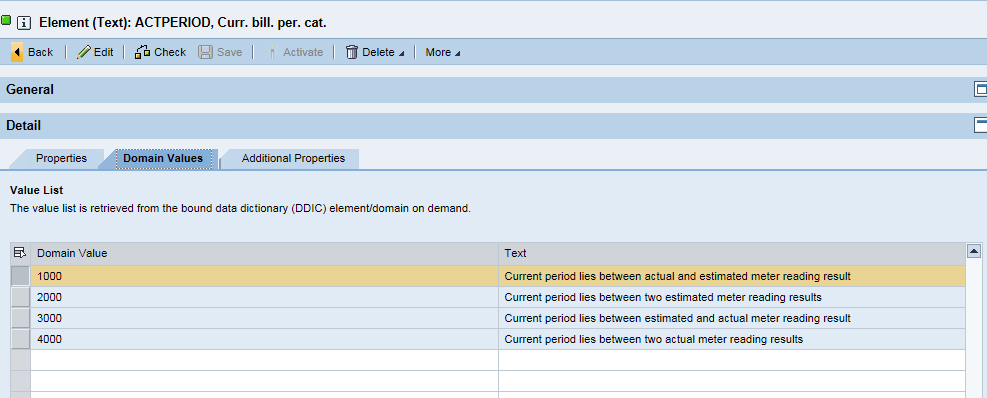 Element (Text): ACTPERIOD, Curr. bill. per. cat.
Back Edit Check Save Activate Delete More
General
Detail
Properties Domain Values Additional Properties
Value List
The value list is retrieved from the bound data dictionary (DDIC) element/domain on demand.
Domain Value Text
1000 Current period lies between actual and estimated meter reading result
2000 Current period lies between two estimated meter reading results
3000 Current period lies between estimated and actual meter reading result
4000 Current period lies between two actual meter reading results